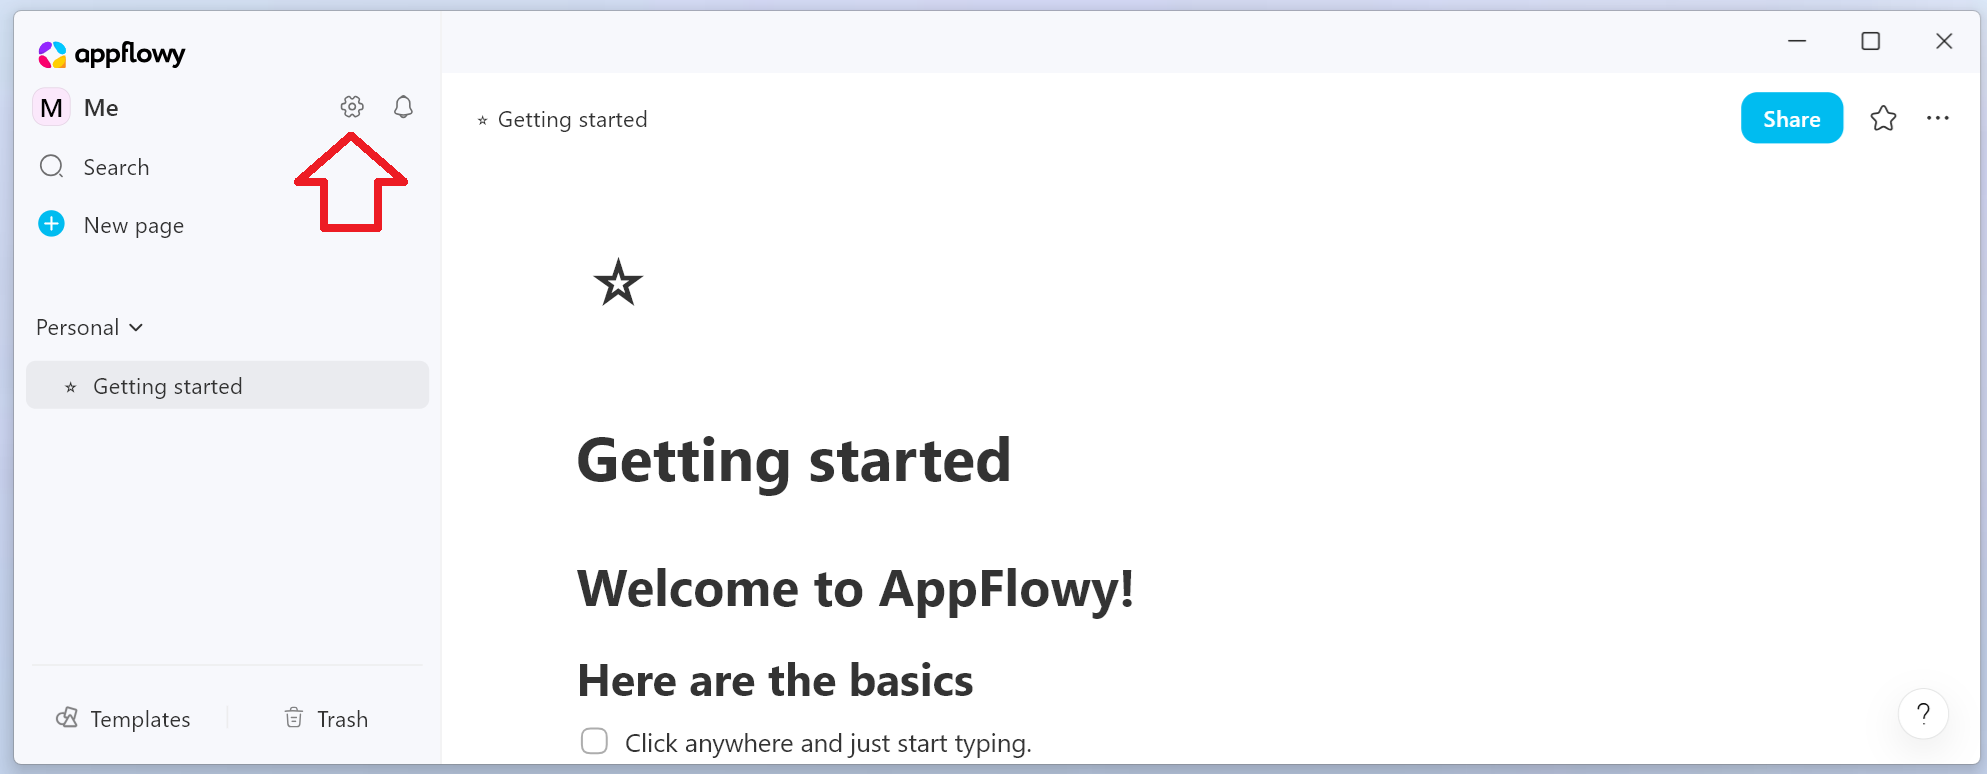 appflowy
M Me
Search
New page
Personal
Getting started
Templates
Trash
Getting started
Share
Getting started
Welcome to AppFlowy!
Here are the basics
Click anywhere and just start typing.
?